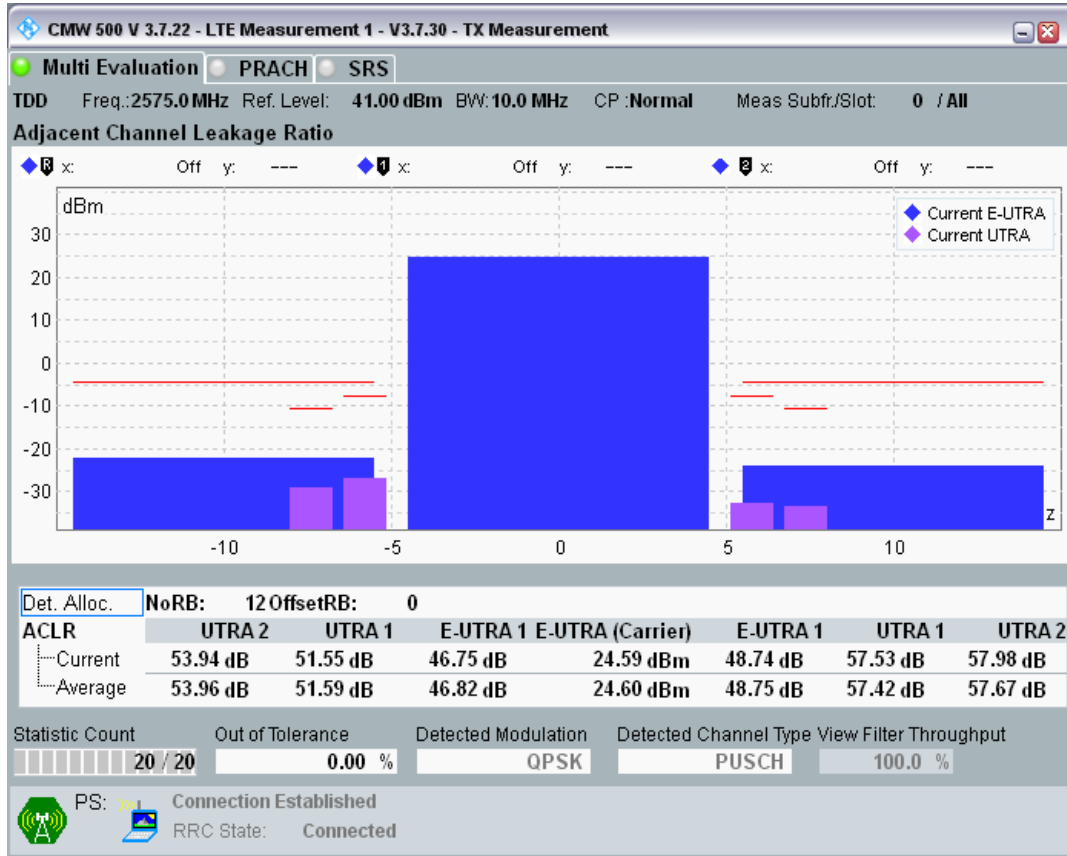 CMW 500 V 3.7.22 - LTE Measurement 1 - V3.7.30 - TX Measurement
Multi Evaluation PRACH SRS
TDD Freq.:2575.0 MHz Ref. Level: 41.00 dBm BW:10.0 MHz CP :Normal Meas Subfr./Slot: 0 / All
Adjacent Channel Leakage Ratio
R x: Off y: --- 1 x: Off y: --- 2 x: Off y: ---
dBm
Current E-UTRA
Current UTRA
30
20
10
0
-10
-20
-30
z
-10 -5 0 5 10
Det. Alloc. NoRB: 12 OffsetRB: 0
ACLR UTRA 2 UTRA 1 E-UTRA 1 E-UTRA (Carrier) E-UTRA 1 UTRA 1 UTRA 2
Current 53.94 dB 51.55 dB 46.75 dB 24.59 dBm 48.74 dB 57.53 dB 57.98 dB
Average 53.96 dB 51.59 dB 46.82 dB 24.60 dBm 48.75 dB 57.42 dB 57.67 dB
Statistic Count Out of Tolerance Detected Modulation Detected Channel Type View Filter Throughput
20 / 20 0.00 % QPSK PUSCH 100.0 %
PS: Connection Established
RRC State: Connected